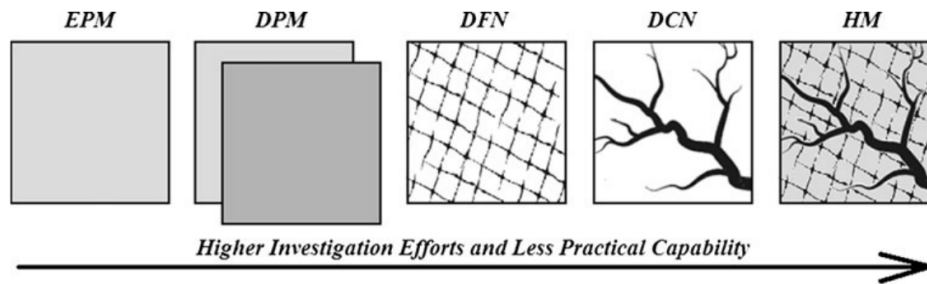 EPM DPM DFN DCN HM
Higher Investigation Efforts and Less Practical Capability